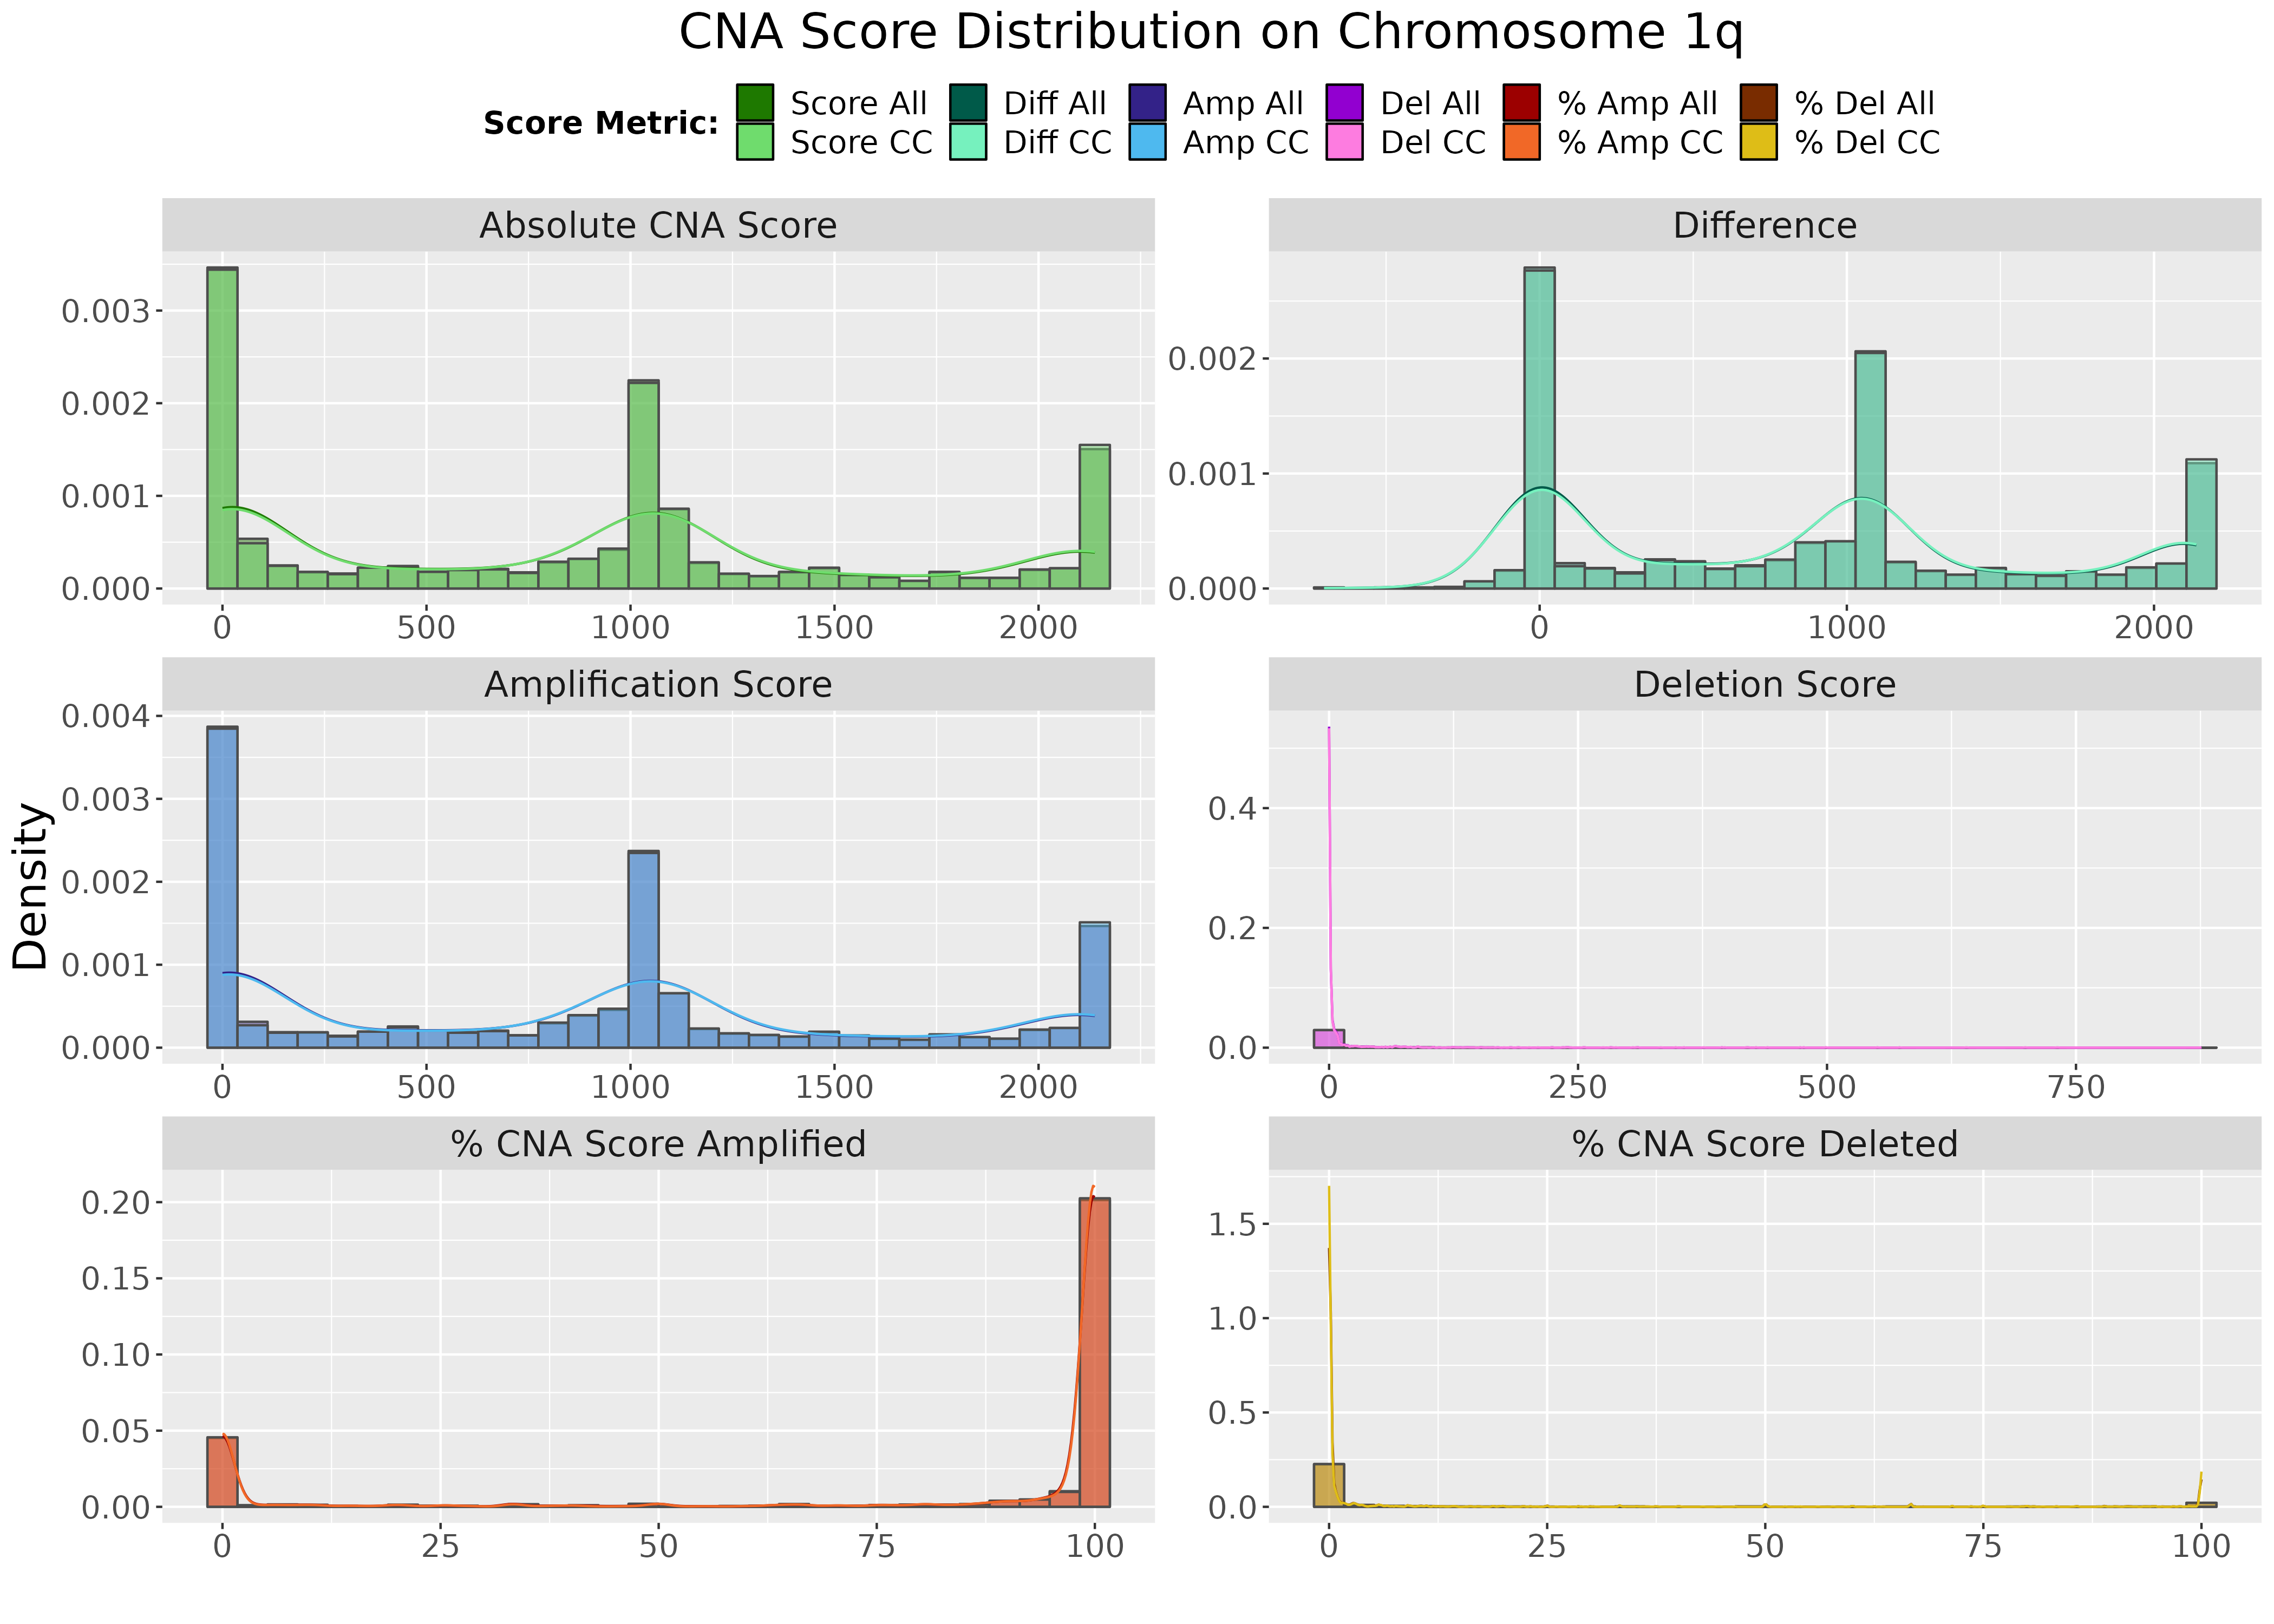 CNA Score Distribution on Chromosome 1q
Score Metric:
Score All Diff All Amp All Del All % Amp All % Del All
Score CC Diff CC Amp CC Del CC % Amp CC % Del CC
Absolute CNA Score
0.003
0.002
0.001
0.000
0 500 1000 1500 2000
Difference
0.002
0.001
0.000
0 1000 2000
Density
Amplification Score
0.004
0.003
0.002
0.001
0.000
0 500 1000 1500 2000
Deletion Score
0.4
0.2
0.0
0 250 500 750
% CNA Score Amplified
0.20
0.15
0.10
0.05
0.00
0 25 50 75 100
% CNA Score Deleted
1.5
1.0
0.5
0.0
0 25 50 75 100